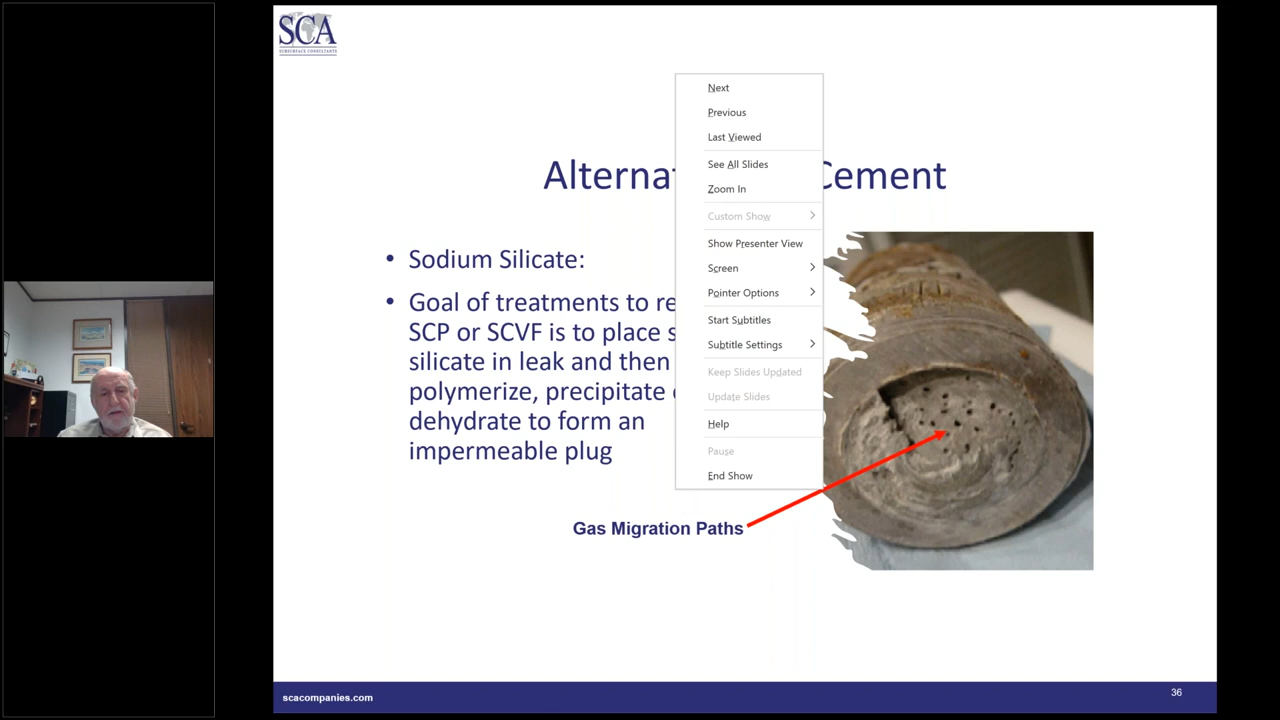 SCA
SUBSURFACE CONSULTANTS
Alterna Cement
• Sodium Silicate:
• Goal of treatments to re
SCP or SCVF is to place s
silicate in leak and then
polymerize, precipitate
dehydrate to form an
impermeable plug
Gas Migration Paths
Next
Previous
Last Viewed
See All Slides
Zoom In
Custom Show
Show Presenter View
Screen
Pointer Options
Start Subtitles
Subtitle Settings
Keep Slides Updated
Update Slides
Help
Pause
End Show
scacompanies.com
36